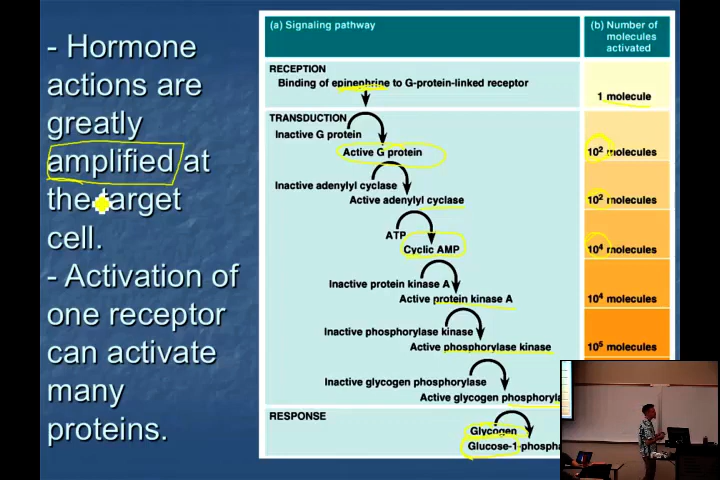 - Hormone
actions are
greatly
amplified at
the target
cell.
- Activation of
one receptor
can activate
many
proteins.
(a) Signaling pathway
(b) Number of
molecules
activated
RECEPTION
Binding of epinephrine to G-protein-linked receptor
1 molecule
TRANSDUCTION
Inactive G protein
Active G protein
10² molecules
Inactive adenylyl cyclase
Active adenylyl cyclase
10² molecules
ATP
Cyclic AMP
10⁴ molecules
Inactive protein kinase A
Active protein kinase A
10⁴ molecules
Inactive phosphorylase kinase
Active phosphorylase kinase
10⁵ molecules
Inactive glycogen phosphorylase
Active glycogen
RESPONSE
Glycogen
Glucose-1-